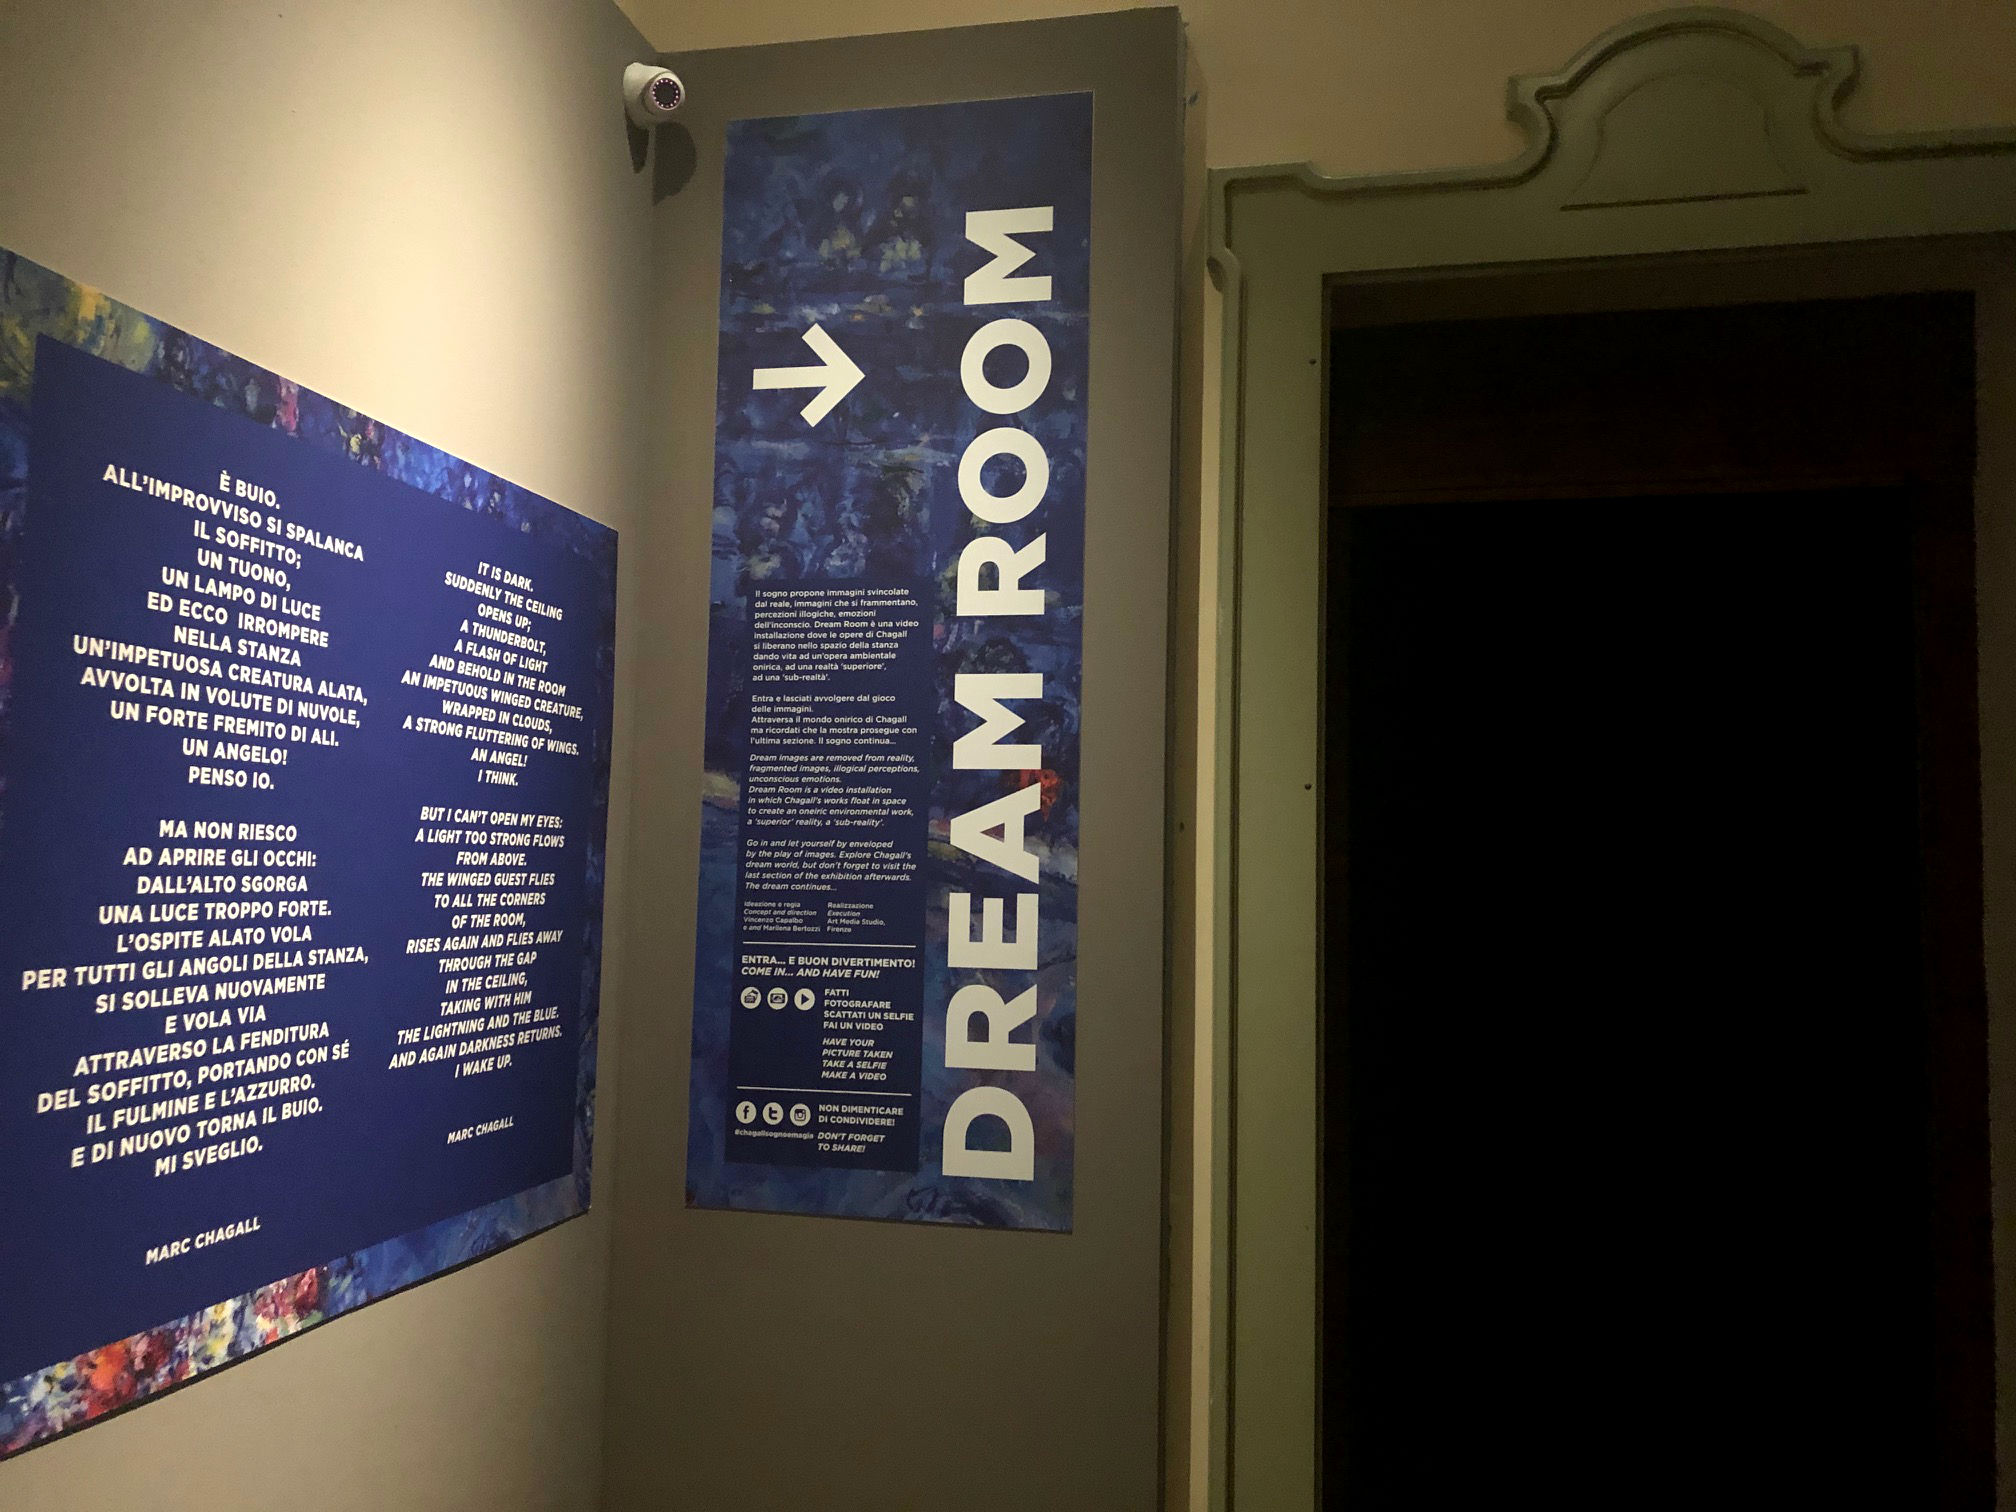 È BUIO.
ALL'IMPROVVISO SI SPALANCA
IL SOFFITTO;
UN TUONO,
UN LAMPO DI LUCE
ED ECCO IRROMPERE
NELLA STANZA
UN'IMPETUOSA CREATURA ALATA,
AVVOLTA IN VOLUTE DI NUVOLE,
UN FORTE FREMITO DI ALI.
UN ANGELO!
PENSO IO.
MA NON RIESCO
AD APRIRE GLI OCCHI:
DALL'ALTO SGORGA
UNA LUCE TROPPO FORTE.
L'OSPITE ALATO VOLA
PER TUTTI GLI ANGOLI DELLA STANZA,
SI SOLLEVA NUOVAMENTE
E VOLA VIA
ATTRAVERSO LA FENDITURA
DEL SOFFITTO, PORTANDO CON SÉ
IL FULMINE E L'AZZURRO.
E DI NUOVO TORNA IL BUIO.
MI SVEGLIO.
MARC CHAGALL
IT IS DARK.
SUDDENLY THE CEILING
OPENS UP;
A THUNDERBOLT,
A FLASH OF LIGHT
AND BEHOLD IN THE ROOM
AN IMPETUOUS WINGED CREATURE,
WRAPPED IN CLOUDS,
A STRONG FLUTTERING OF WINGS.
AN ANGEL!
I THINK.
BUT I CAN'T OPEN MY EYES:
A LIGHT TOO STRONG FLOWS
FROM ABOVE.
THE WINGED GUEST FLIES
TO ALL THE CORNERS
OF THE ROOM,
RISES AGAIN AND FLIES AWAY
THROUGH THE GAP
IN THE CEILING,
TAKING WITH HIM
THE LIGHTNING AND THE BLUE.
AND AGAIN DARKNESS RETURNS.
I WAKE UP.
MARC CHAGALL
DREAM ROOM
Il sogno propone immagini svincolate
dal reale, immagini che si frammentano,
percezioni illogiche, emozioni
dell'inconscio. Dream Room è una video
installazione dove le opere di Chagall
si liberano nello spazio della stanza
dando vita ad un'opera ambientale
onirica, ad una realtà 'superiore',
ad una 'sub-realtà'.
Entra e lasciati avvolgere dal gioco
delle immagini.
Attraversa il mondo onirico di Chagall
ma ricordati che la mostra prosegue con
l'ultima sezione. Il sogno continua...
Dream images are removed from reality,
fragmented images, illogical perceptions,
unconscious emotions.
Dream Room is a video installation
in which Chagall's works float in space
to create an oneiric environmental work,
a 'superior' reality, a 'sub-reality'.
Go in and let yourself by enveloped
by the play of images. Explore Chagall's
dream world, but don't forget to visit the
last section of the exhibition afterwards.
The dream continues...
Ideazione e regia
Concept and direction
Vincenzo Capalbo
e and Marilena Bertozzi
Realizzazione
Execution
Art Media Studio,
Firenze
ENTRA... E BUON DIVERTIMENTO!
COME IN... AND HAVE FUN!
FATTI
FOTOGRAFARE
SCATTATI UN SELFIE
FAI UN VIDEO
HAVE YOUR
PICTURE TAKEN
TAKE A SELFIE
MAKE A VIDEO
NON DIMENTICARE
DI CONDIVIDERE!
#chagallsognoemagia DON'T FORGET
TO SHARE!